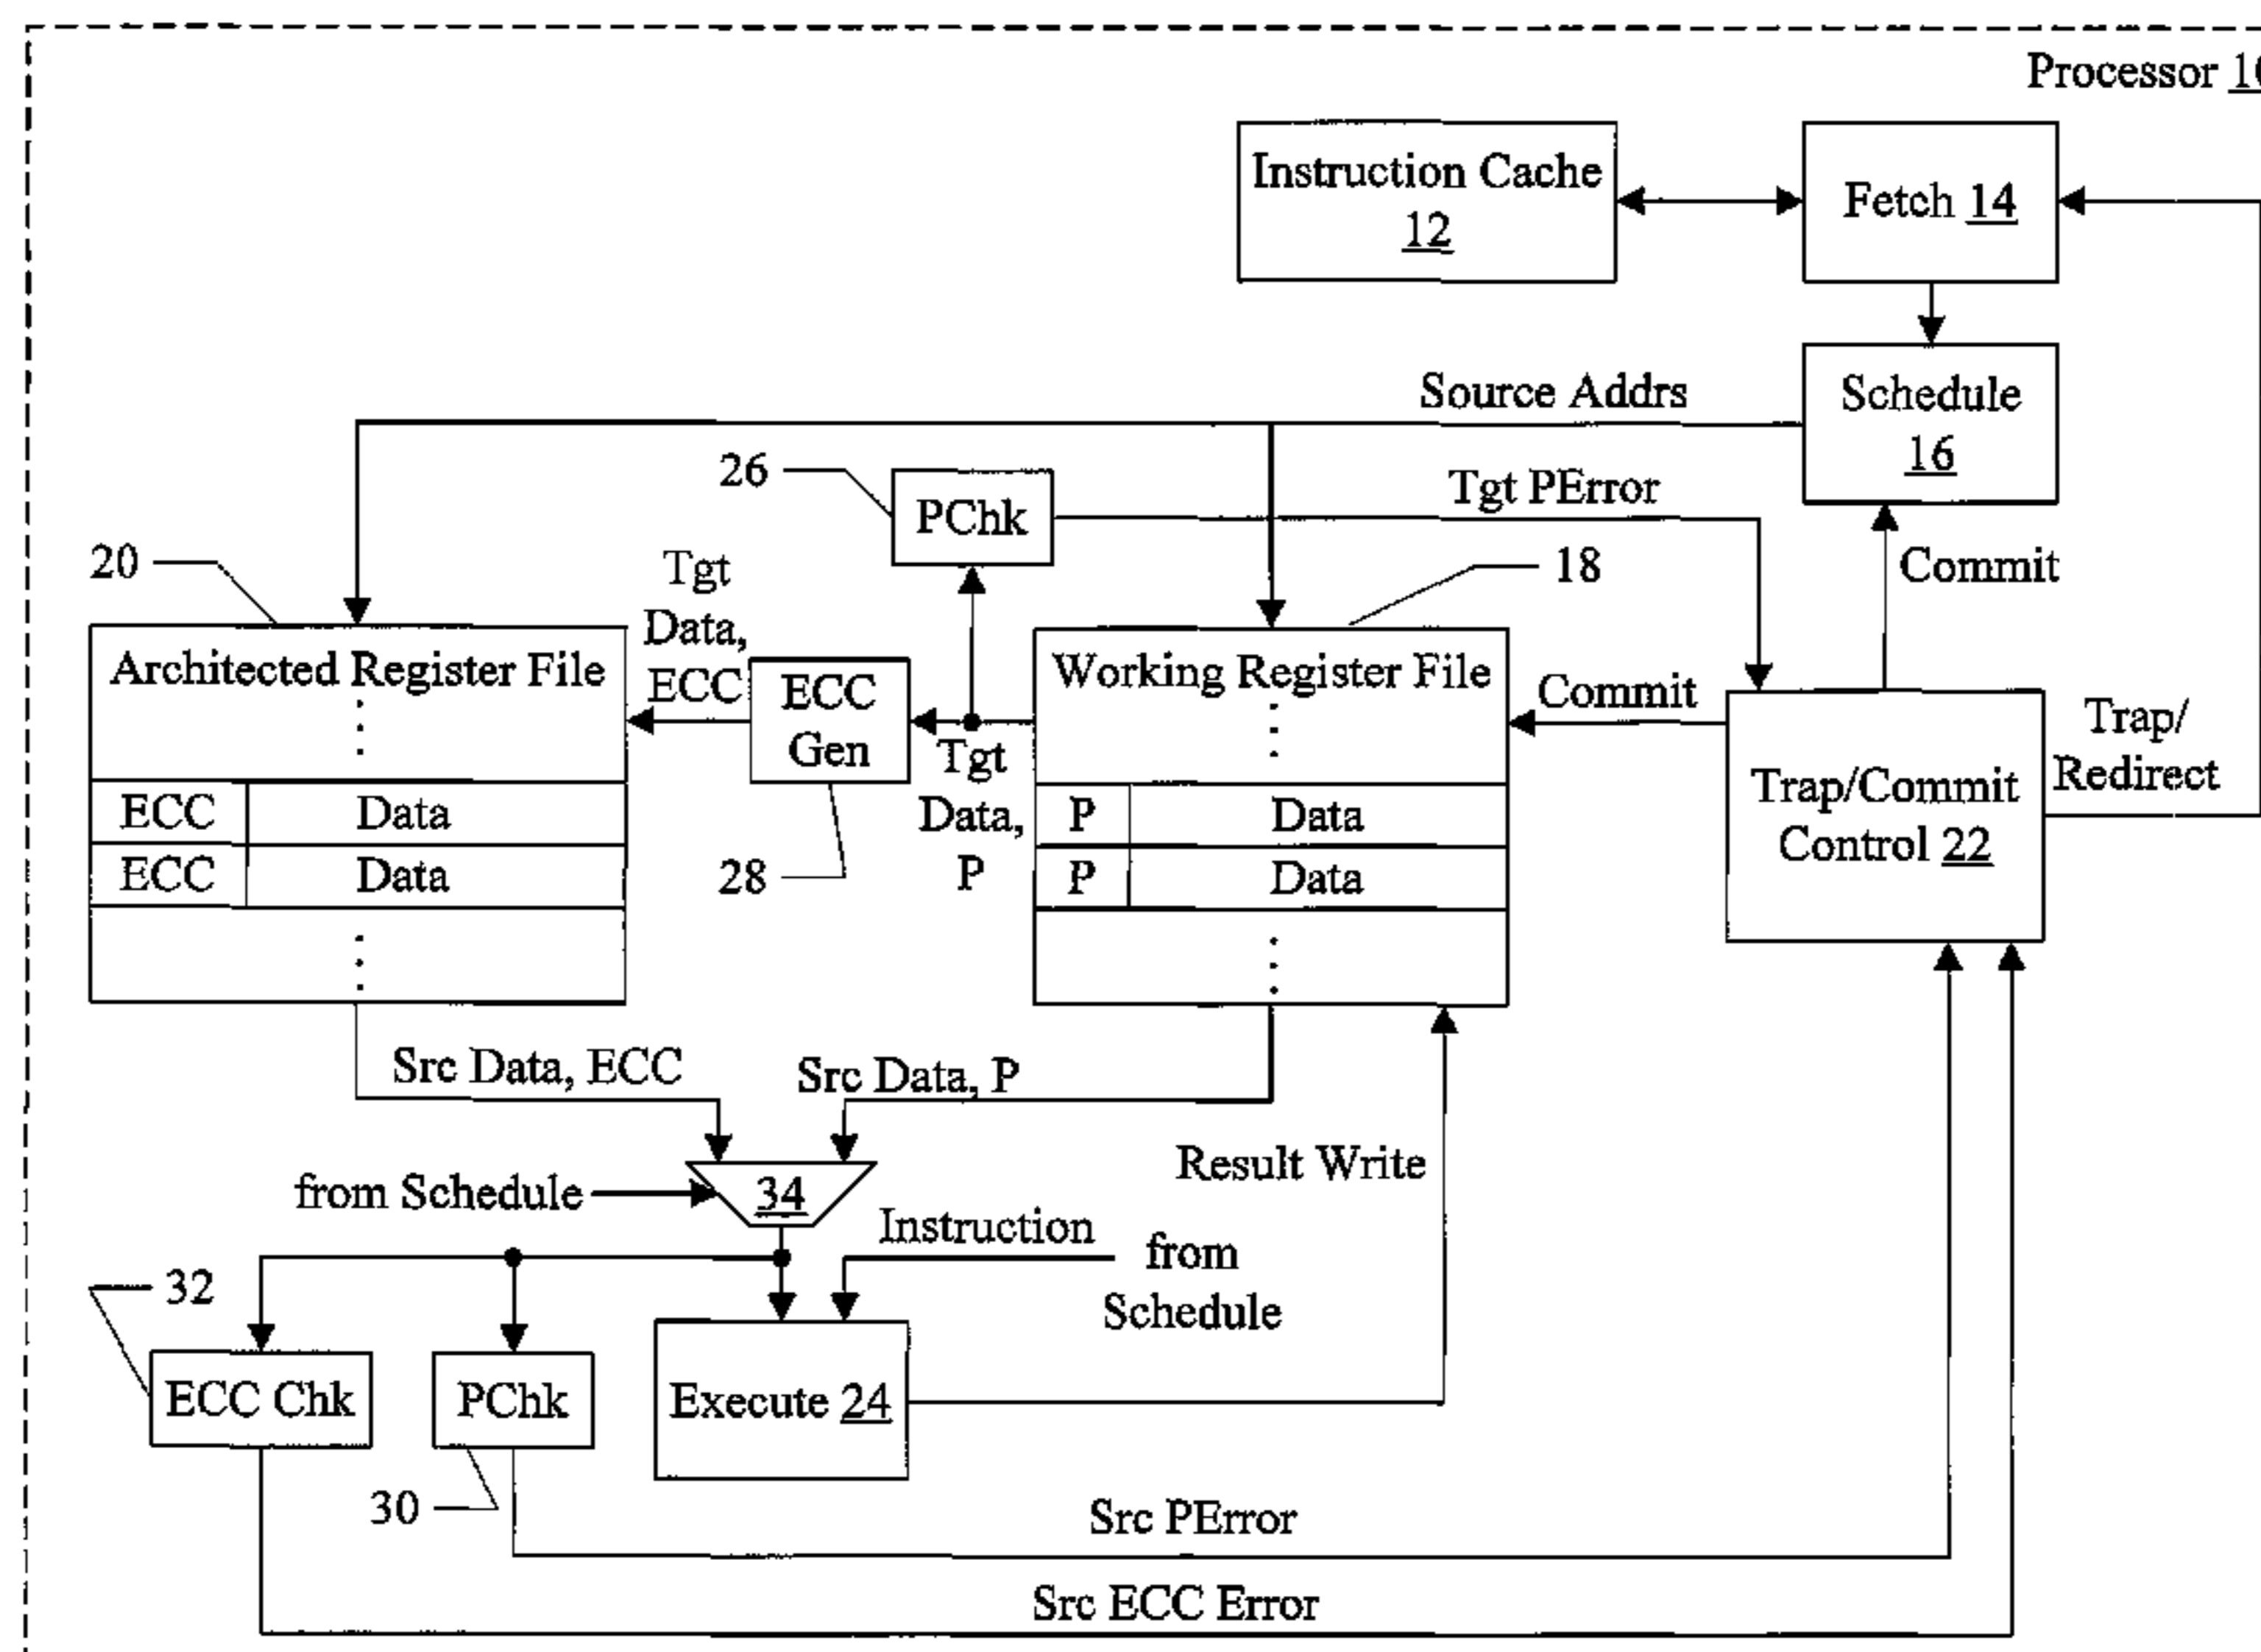 Processor 10
Instruction Cache
12
Fetch 14
Source Addrs
Schedule
16
26
PChk
Tgt PError
20
Tgt
Data,
ECC
18
Commit
Architected Register File
ECC
Gen
Working Register File
Commit
Trap/
Redirect
Tgt
Data,
P
Trap/Commit
Control 22
ECC Data
ECC Data
28
P Data
P Data
Src Data, ECC
Src Data, P
Result Write
from Schedule
34
Instruction
from
Schedule
32
ECC Chk
PChk
Execute 24
30
Src PError
Src ECC Error